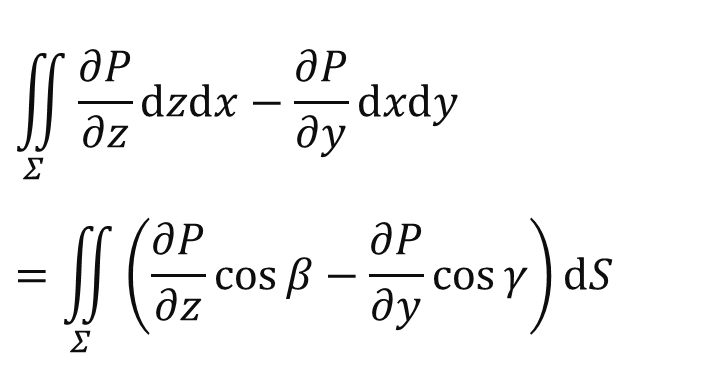 ∬_Σ ∂P/∂z dzdx − ∂P/∂y dxdy
= ∬_Σ (∂P/∂z cos β − ∂P/∂y cos γ) dS